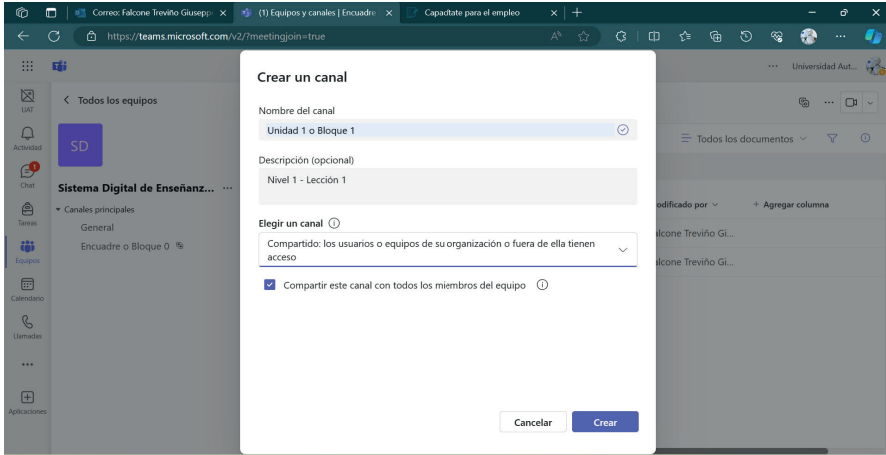 Correo: Falcone Treviño Giusepp
(1) Equipos y canales | Encuadre
Capacítate para el empleo
https://teams.microsoft.com/v2/?meetingjoin=true
... Universidad Aut...
UAT
Actividad
Chat
1
Tareas
Equipos
Calendario
Llamadas
Aplicaciones
Todos los equipos
SD
Sistema Digital de Enseñanz... ...
Canales principales
General
Encuadre o Bloque 0
Crear un canal
Nombre del canal
Unidad 1 o Bloque 1
Descripción (opcional)
Nivel 1 - Lección 1
Elegir un canal
Compartido: los usuarios o equipos de su organización o fuera de ella tienen
acceso
Compartir este canal con todos los miembros del equipo
Cancelar
Crear
Todos los documentos
odificado por
+ Agregar columna
lcone Treviño Gi...
lcone Treviño Gi...